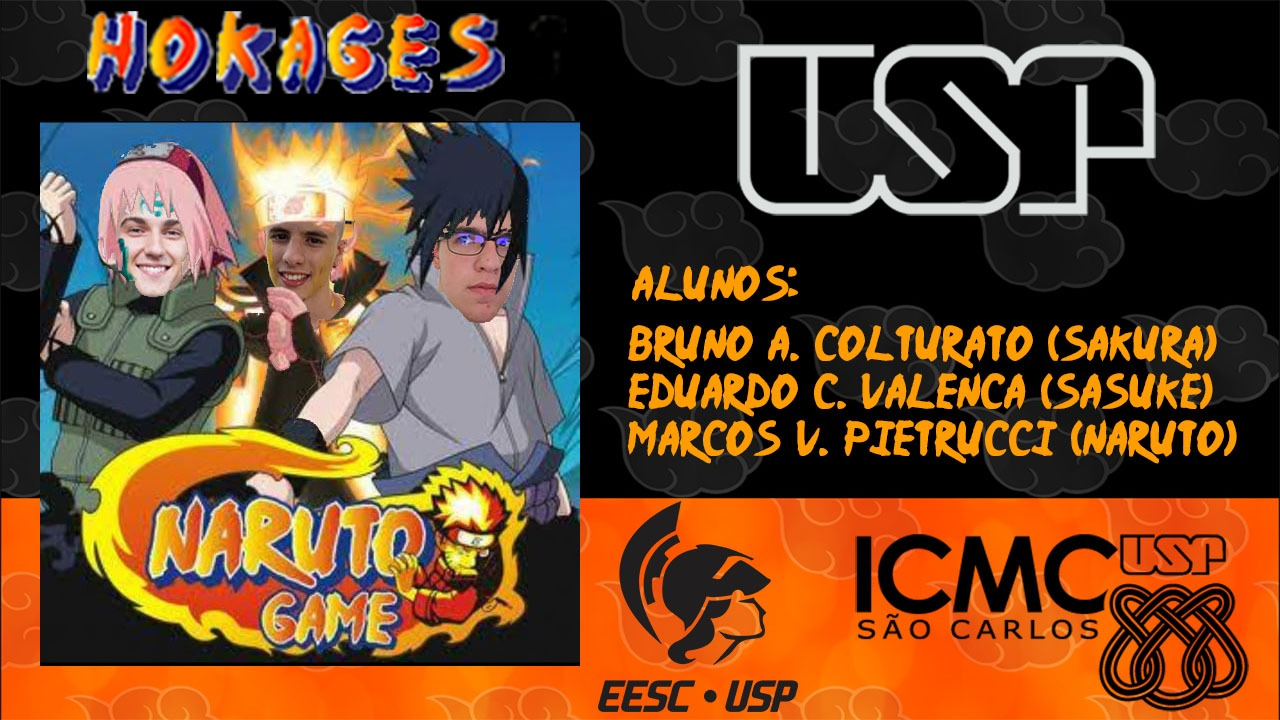 HOKAGES
USP
ALUNOS:
BRUNO A. COLTURATO (SAKURA)
EDUARDO C. VALENCA (SASUKE)
MARCOS V. PIETRUCCI (NARUTO)
NARUTO
GAME
EESC • USP
ICMC USP
SÃO CARLOS